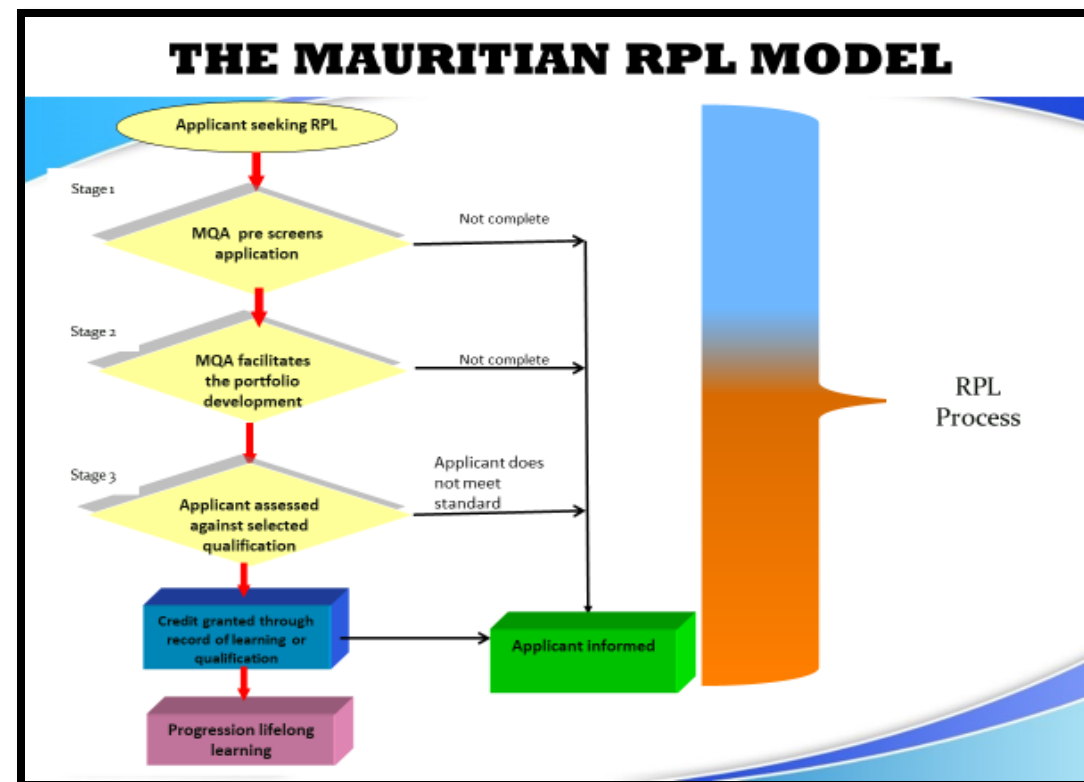 THE MAURITIAN RPL MODEL
Applicant seeking RPL
Stage 1
MQA pre screens
application
Not complete
Stage 2
MQA facilitates
the portfolio
development
Not complete
Stage 3
Applicant assessed
against selected
qualification
Applicant does
not meet
standard
Credit granted through
record of learning or
qualification
Applicant informed
Progression lifelong
learning
RPL
Process